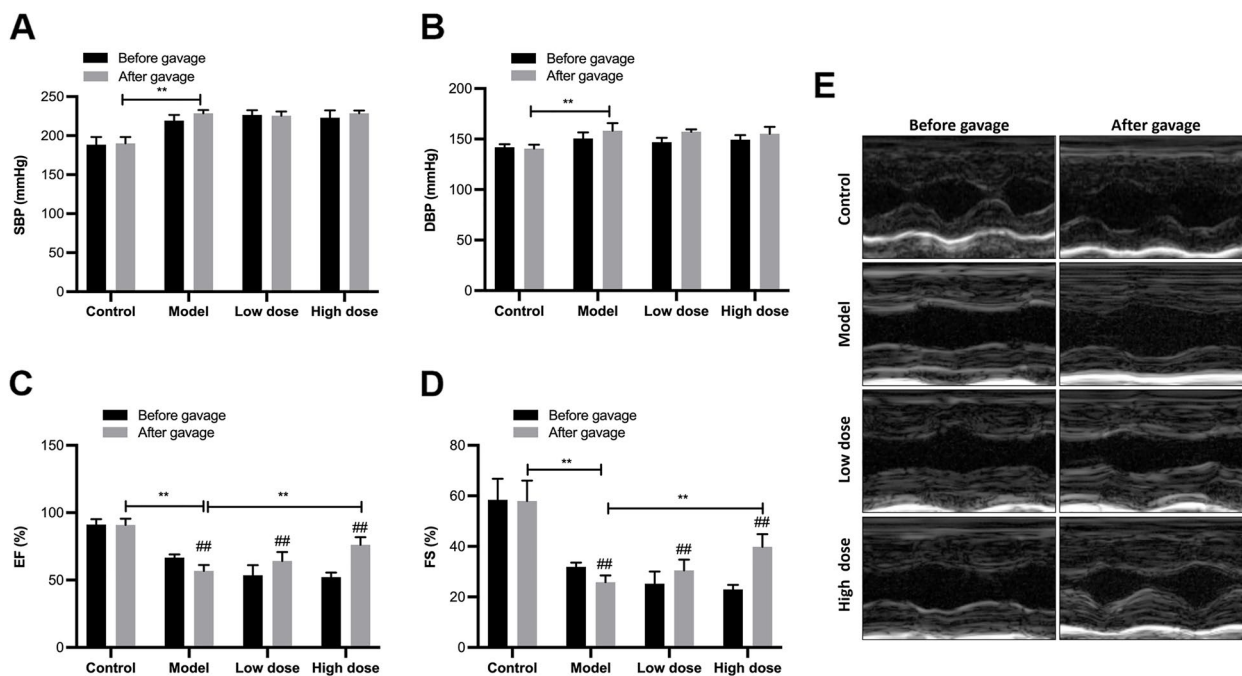 A
Before gavage
After gavage
SBP (mmHg)
250
200
150
100
50
0
**
Control Model Low dose High dose
B
Before gavage
After gavage
DBP (mmHg)
200
150
100
50
0
**
Control Model Low dose High dose
C
Before gavage
After gavage
EF (%)
150
100
50
0
** **
## ## ##
Control Model Low dose High dose
D
Before gavage
After gavage
FS (%)
80
60
40
20
0
** **
## ## ##
Control Model Low dose High dose
E
Before gavage After gavage
Control
Model
Low dose
High dose